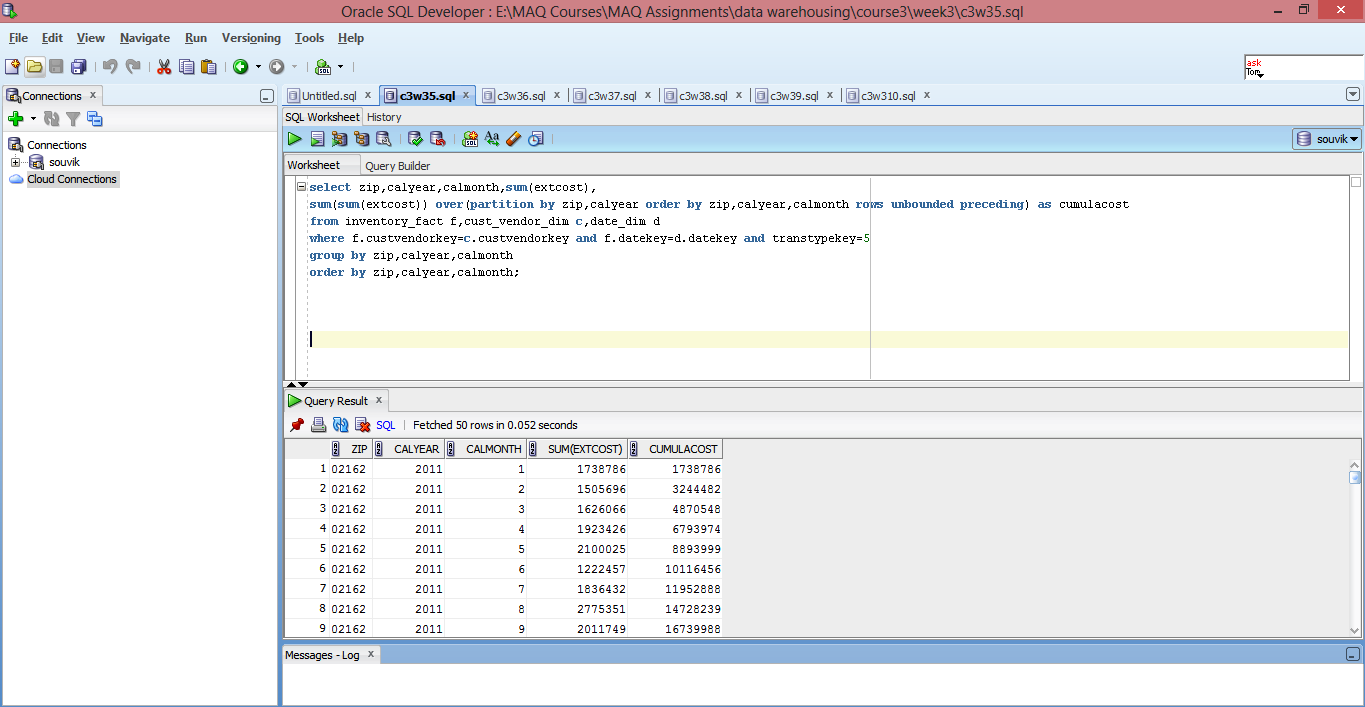 Oracle SQL Developer : E:\MAQ Courses\MAQ Assignments\data warehousing\course3\week3\c3w35.sql
File Edit View Navigate Run Versioning Tools Help
ask
Tom
Connections
Untitled.sql c3w35.sql c3w36.sql c3w37.sql c3w38.sql c3w39.sql c3w310.sql
SQL Worksheet History
souvik
Connections
souvik
Cloud Connections
Worksheet Query Builder
select zip,calyear,calmonth,sum(extcost),
sum(sum(extcost)) over(partition by zip,calyear order by zip,calyear,calmonth rows unbounded preceding) as cumulacost
from inventory_fact f,cust_vendor_dim c,date_dim d
where f.custvendorkey=c.custvendorkey and f.datekey=d.datekey and transtypekey=5
group by zip,calyear,calmonth
order by zip,calyear,calmonth;
Query Result
SQL Fetched 50 rows in 0.052 seconds
ZIP CALYEAR CALMONTH SUM(EXTCOST) CUMULACOST
1 02162 2011 1 1738786 1738786
2 02162 2011 2 1505696 3244482
3 02162 2011 3 1626066 4870548
4 02162 2011 4 1923426 6793974
5 02162 2011 5 2100025 8893999
6 02162 2011 6 1222457 10116456
7 02162 2011 7 1836432 11952888
8 02162 2011 8 2775351 14728239
9 02162 2011 9 2011749 16739988
Messages - Log